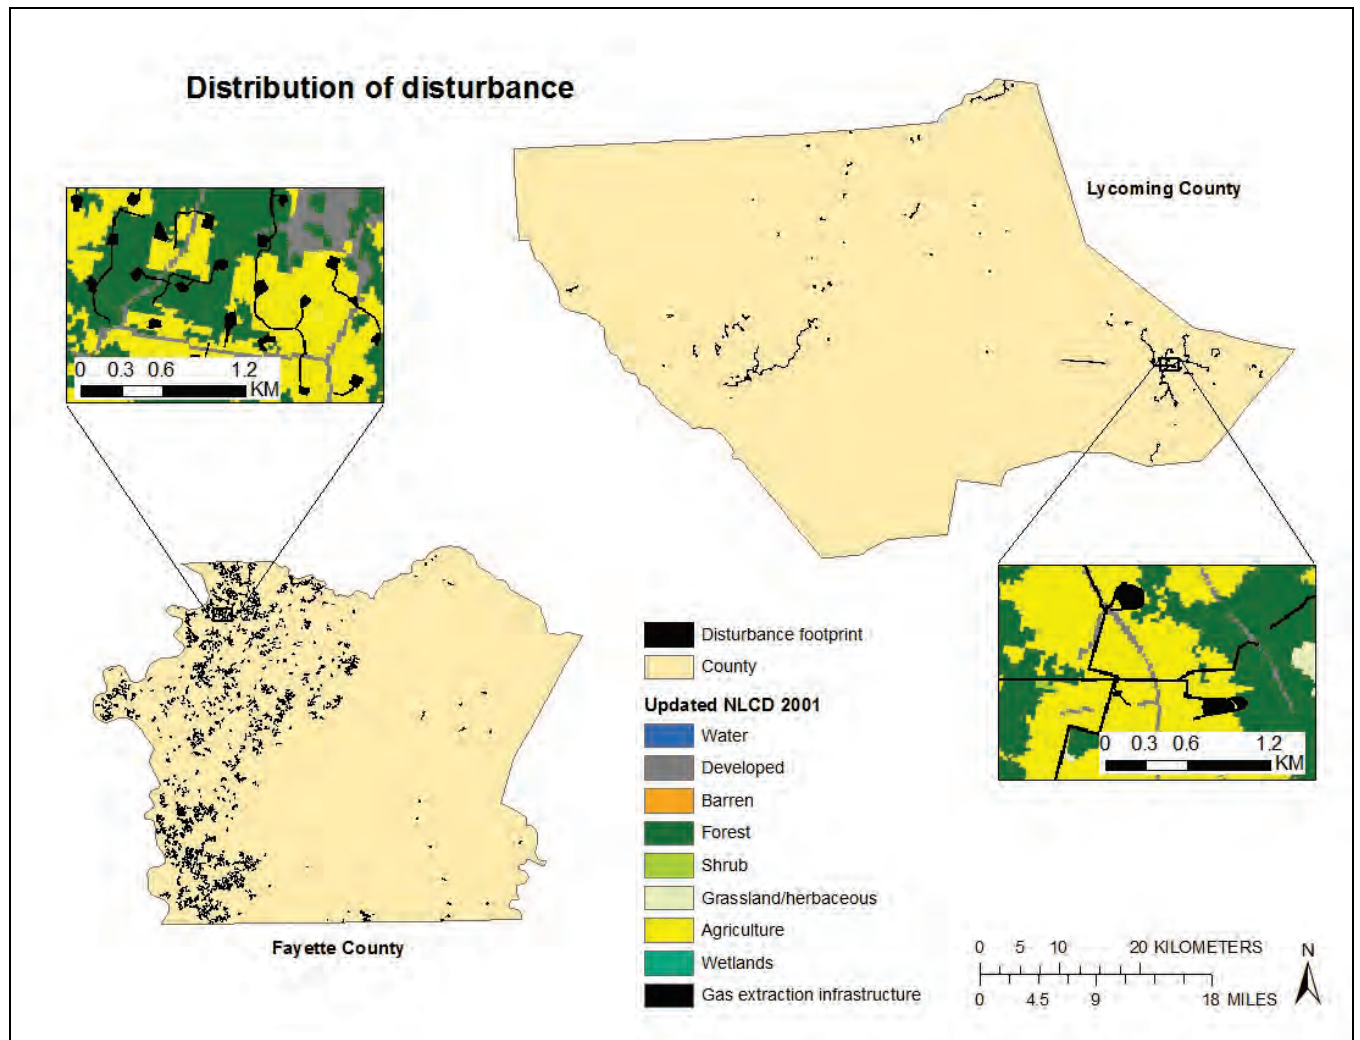 Distribution of disturbance
Lycoming County
0 0.3 0.6 1.2
KM
Disturbance footprint
County
Updated NLCD 2001
Water
Developed
Barren
Forest
Shrub
Grassland/herbaceous
Agriculture
Wetlands
Gas extraction infrastructure
0 0.3 0.6 1.2
KM
Fayette County
0 5 10 20 KILOMETERS
N
0 4.5 9 18 MILES